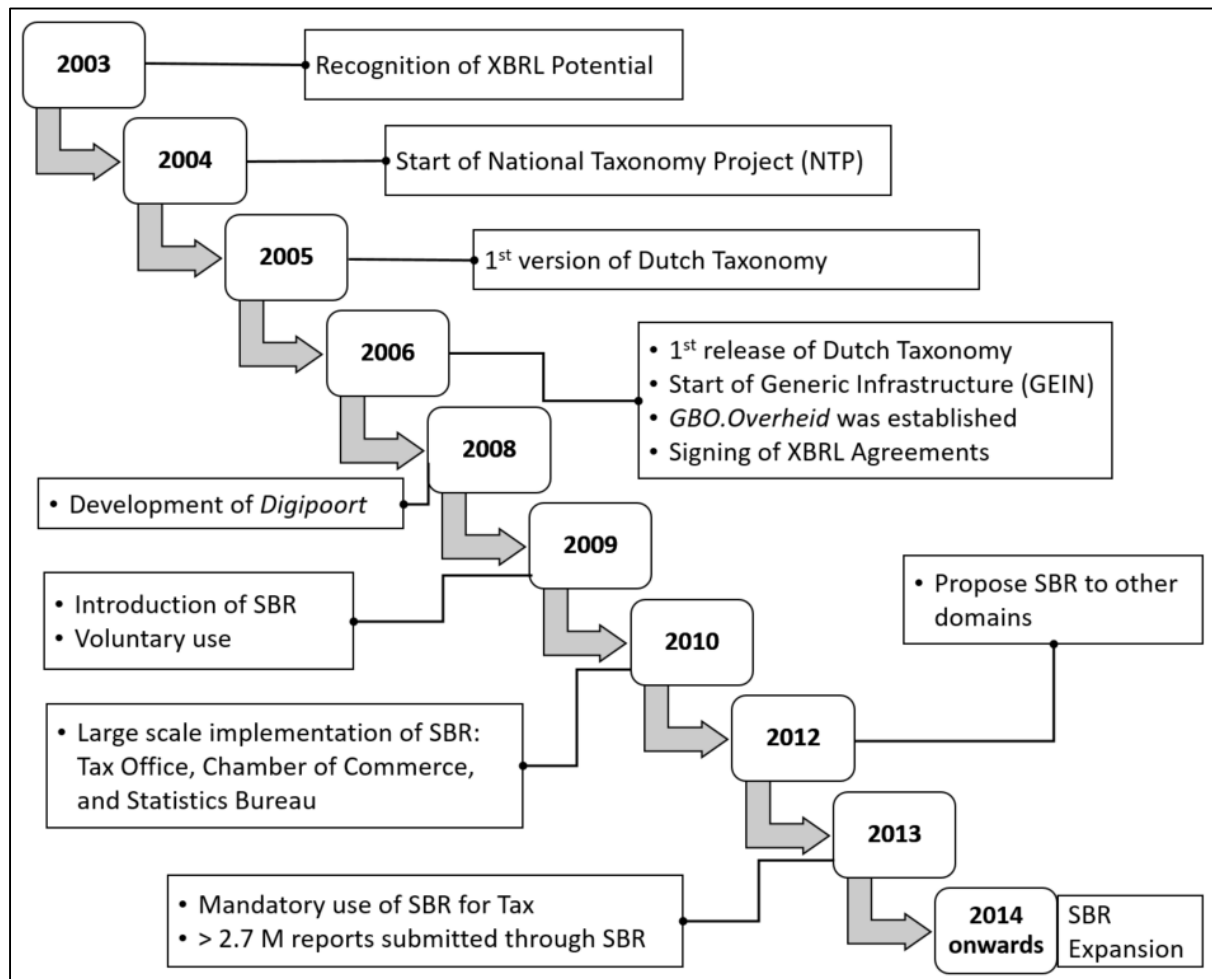 2003
Recognition of XBRL Potential
2004
Start of National Taxonomy Project (NTP)
2005
1st version of Dutch Taxonomy
2006
• 1st release of Dutch Taxonomy
• Start of Generic Infrastructure (GEIN)
• GBO.Overheid was established
• Signing of XBRL Agreements
2008
• Development of Digipoort
2009
• Introduction of SBR
• Voluntary use
2010
• Large scale implementation of SBR:
Tax Office, Chamber of Commerce,
and Statistics Bureau
2012
• Propose SBR to other
domains
2013
• Mandatory use of SBR for Tax
• > 2.7 M reports submitted through SBR
2014
onwards
SBR
Expansion